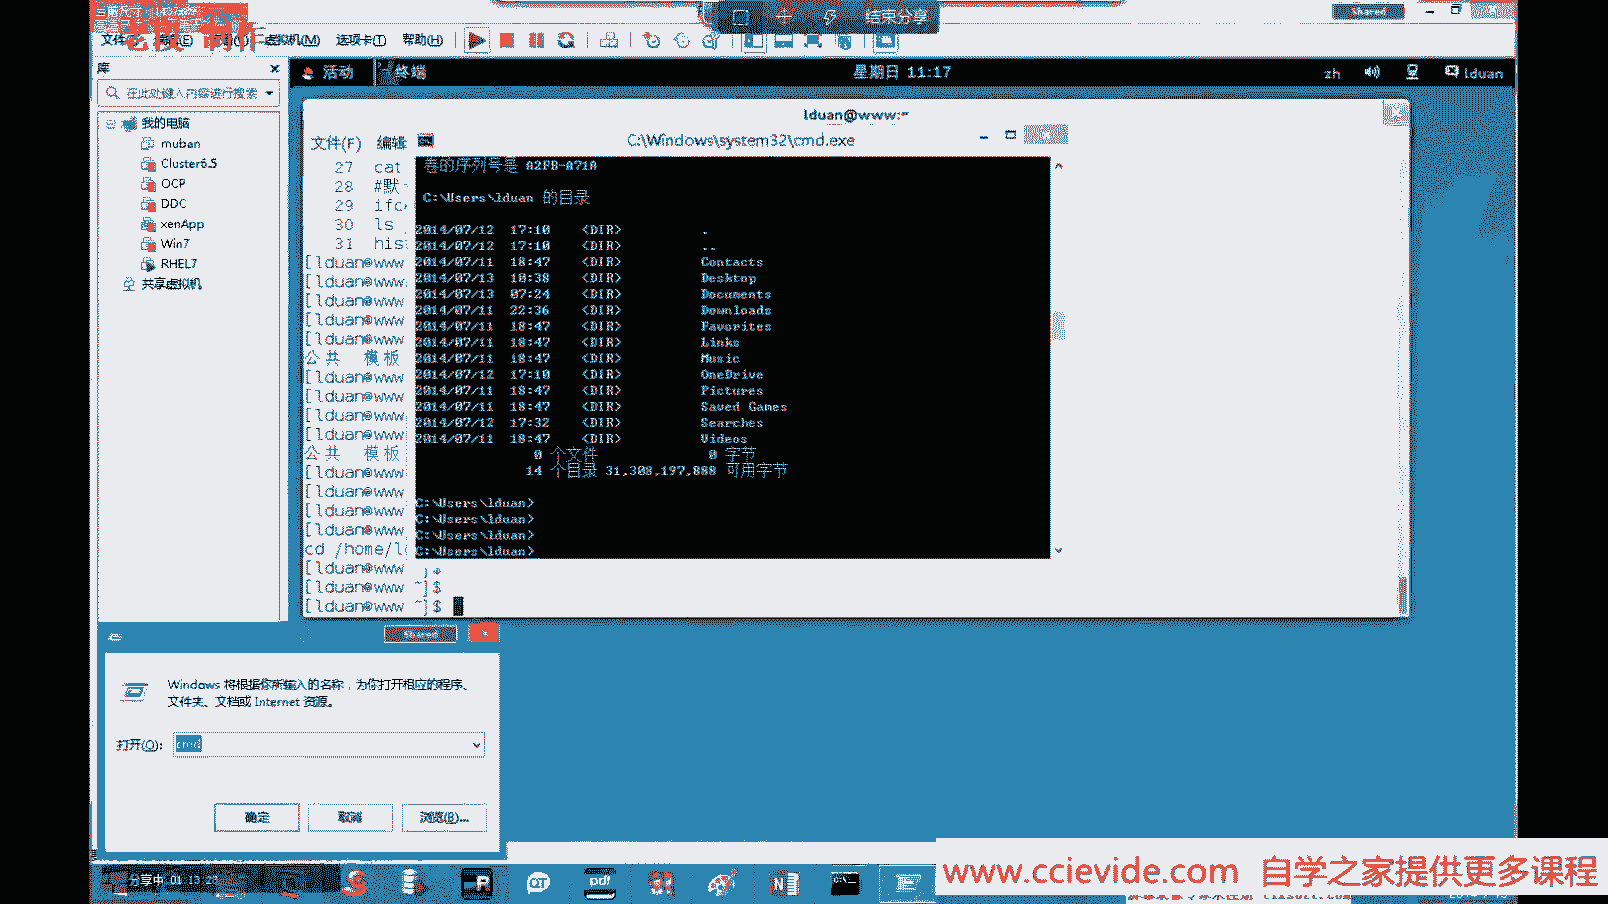 结束分享
Shared
文件 虚拟机(M) 选项卡(T) 帮助(H)
库
活动 终端 星期日 11:17 zh lduan
在此处键入内容进行搜索
我的电脑
muban
Cluster6.5
OCP
DDC
xenApp
Win7
RHEL7
共享虚拟机
lduan@www:~
文件(F) 编辑
C:\Windows\system32\cmd.exe
27 cat
28 #默
29 ifc
30 ls
31 his
[lduan@www
[lduan@www
[lduan@www
[lduan@www
[lduan@www
公共 模板
[lduan@www
[lduan@www
[lduan@www
[lduan@www
公共 模板
[lduan@www
[lduan@www
[lduan@www
[lduan@www
cd /home/l
[lduan@www
[lduan@www ~]$
[lduan@www ~]$
卷的序列号是 A2FB-A71A
C:\Users\lduan 的目录
2014/07/12 17:10 <DIR> .
2014/07/12 17:10 <DIR> ..
2014/07/11 18:47 <DIR> Contacts
2014/07/13 10:38 <DIR> Desktop
2014/07/13 07:24 <DIR> Documents
2014/07/11 22:36 <DIR> Downloads
2014/07/11 18:47 <DIR> Favorites
2014/07/11 18:47 <DIR> Links
2014/07/11 18:47 <DIR> Music
2014/07/12 17:10 <DIR> OneDrive
2014/07/11 18:47 <DIR> Pictures
2014/07/11 18:47 <DIR> Saved Games
2014/07/12 17:32 <DIR> Searches
2014/07/11 18:47 <DIR> Videos
0 个文件 0 字节
14 个目录 31,308,197,888 可用字节
C:\Users\lduan>
C:\Users\lduan>
C:\Users\lduan>
C:\Users\lduan>
Shared
Windows 将根据你所输入的名称，为你打开相应的程序、
文件夹、文档或 Internet 资源。
打开(O): cmd
确定 取消 浏览(B)...
分享中
pdf
www.ccievide.com 自学之家提供更多课程